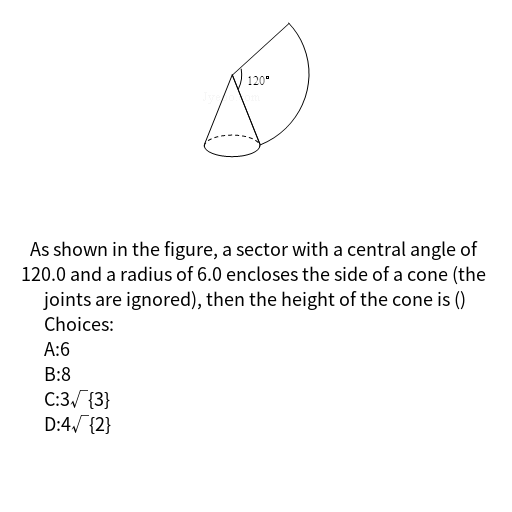 120°
As shown in the figure, a sector with a central angle of
120.0 and a radius of 6.0 encloses the side of a cone (the
joints are ignored), then the height of the cone is ()
Choices:
A:6
B:8
C:3√{3}
D:4√{2}